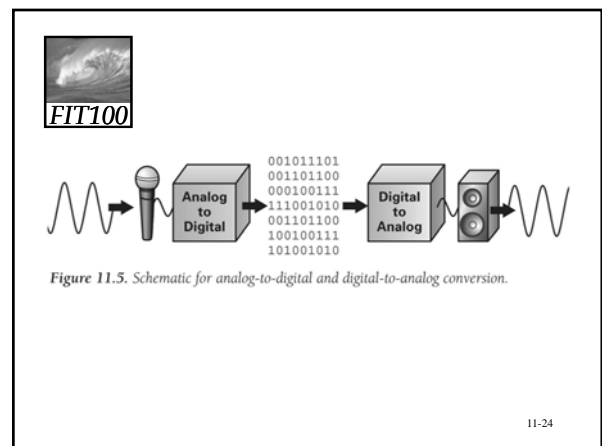 FIT100
Analog
to
Digital
001011101
001101100
000100111
111001010
001101100
100100111
101001010
Digital
to
Analog
Figure 11.5. Schematic for analog-to-digital and digital-to-analog conversion.
11-24